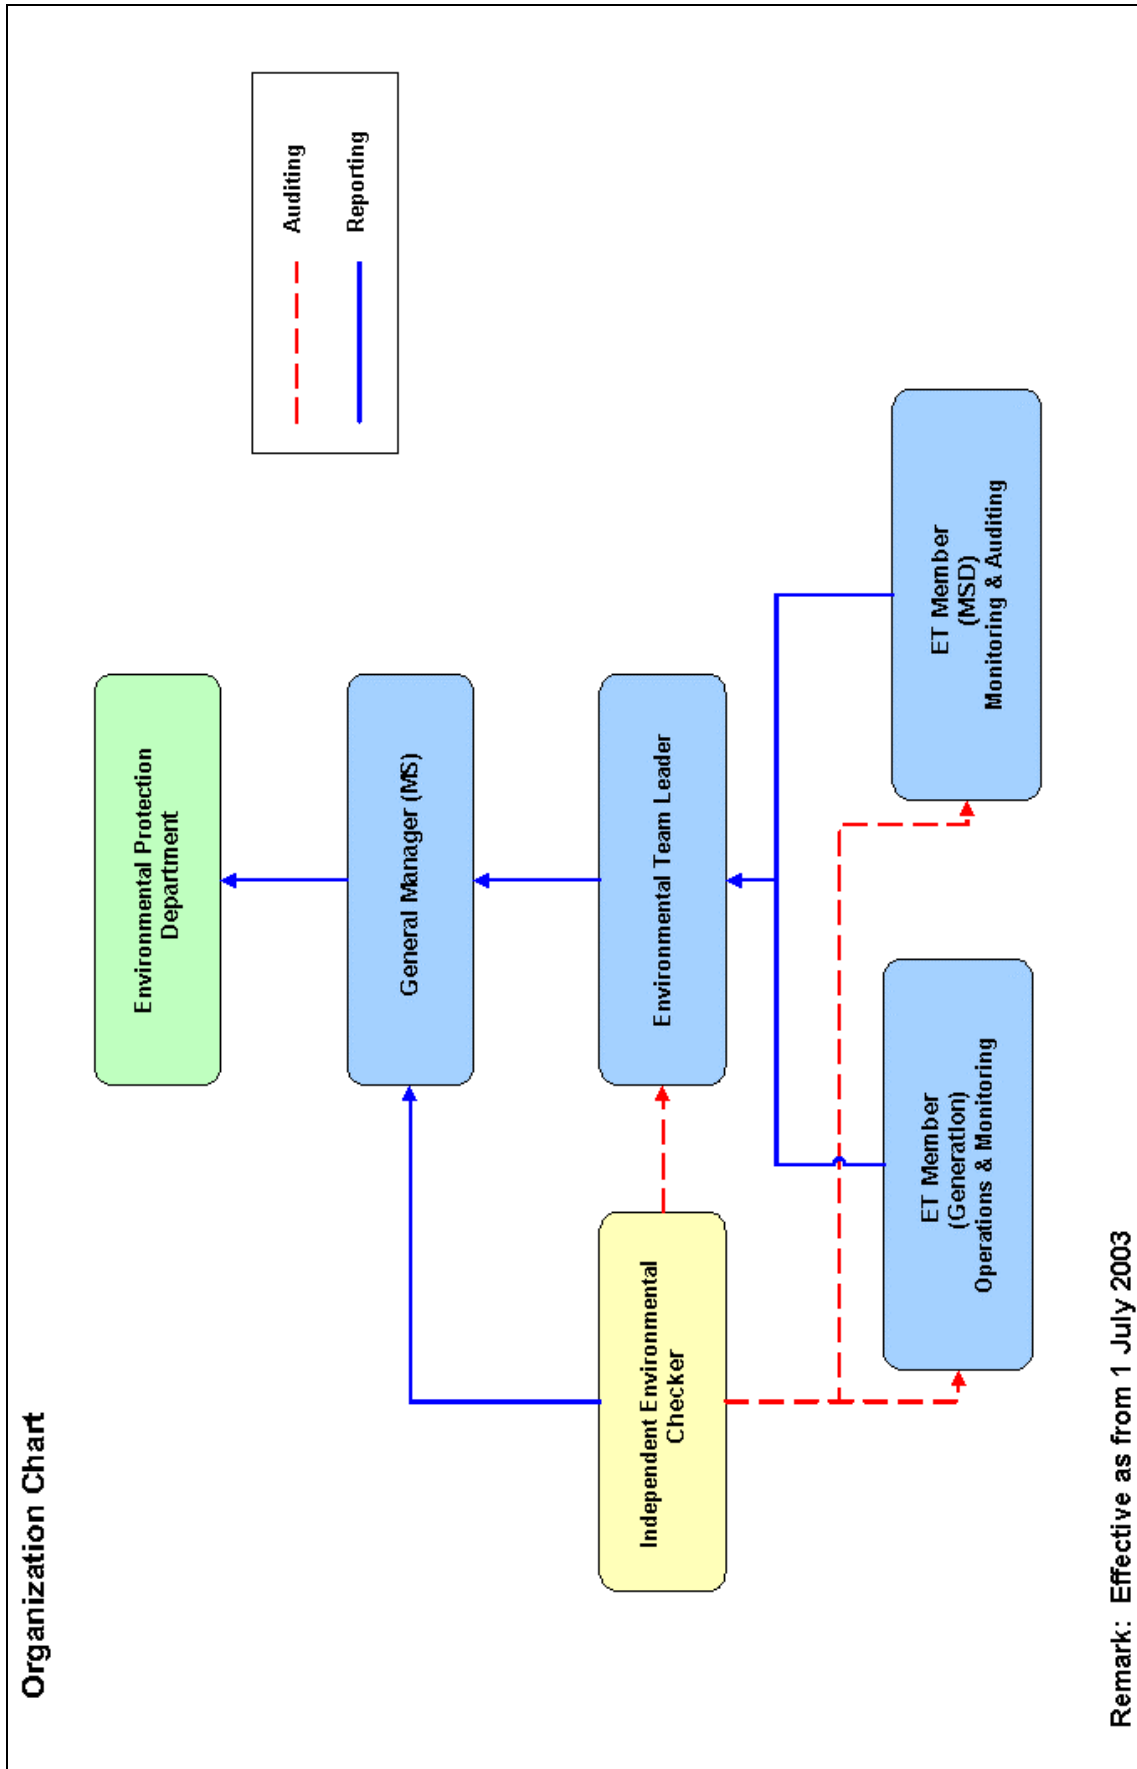 Organization Chart
Auditing
Reporting
Environmental Protection
Department
General Manager (MS)
Independent Environmental
Checker
Environmental Team Leader
ET Member
(Generation)
Operations & Monitoring
ET Member
(MSD)
Monitoring & Auditing
Remark: Effective as from 1 July 2003